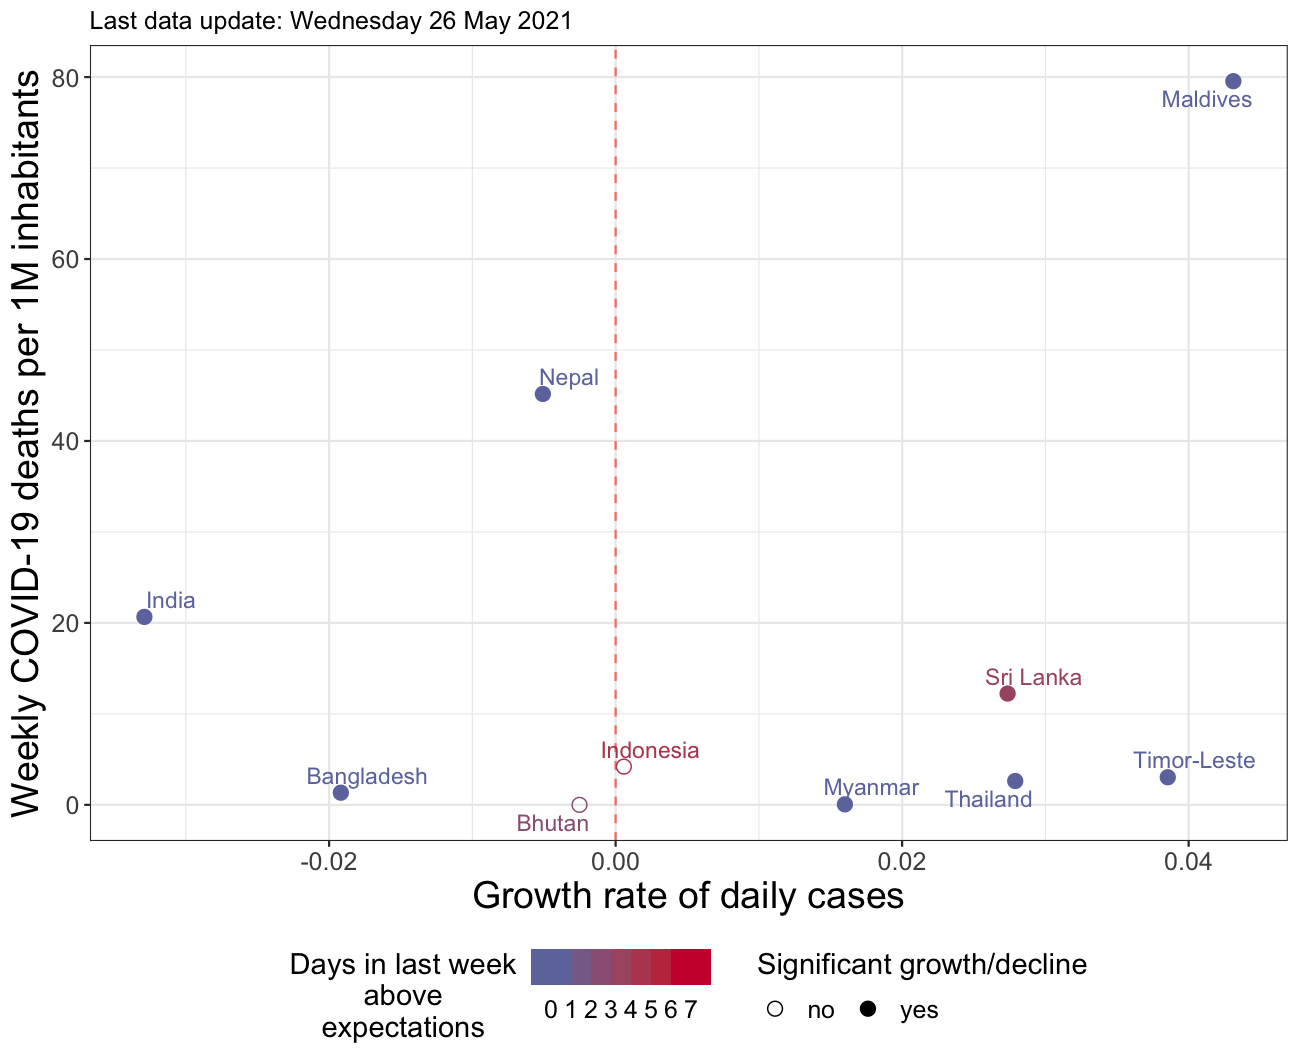 Last data update: Wednesday 26 May 2021
Weekly COVID-19 deaths per 1M inhabitants
80
60
40
20
0
Maldives
Nepal
India
Sri Lanka
Indonesia
Timor-Leste
Bangladesh
Myanmar
Thailand
Bhutan
-0.02
0.00
0.02
0.04
Growth rate of daily cases
Days in last week
above
expectations
0 1 2 3 4 5 6 7
Significant growth/decline
no
yes